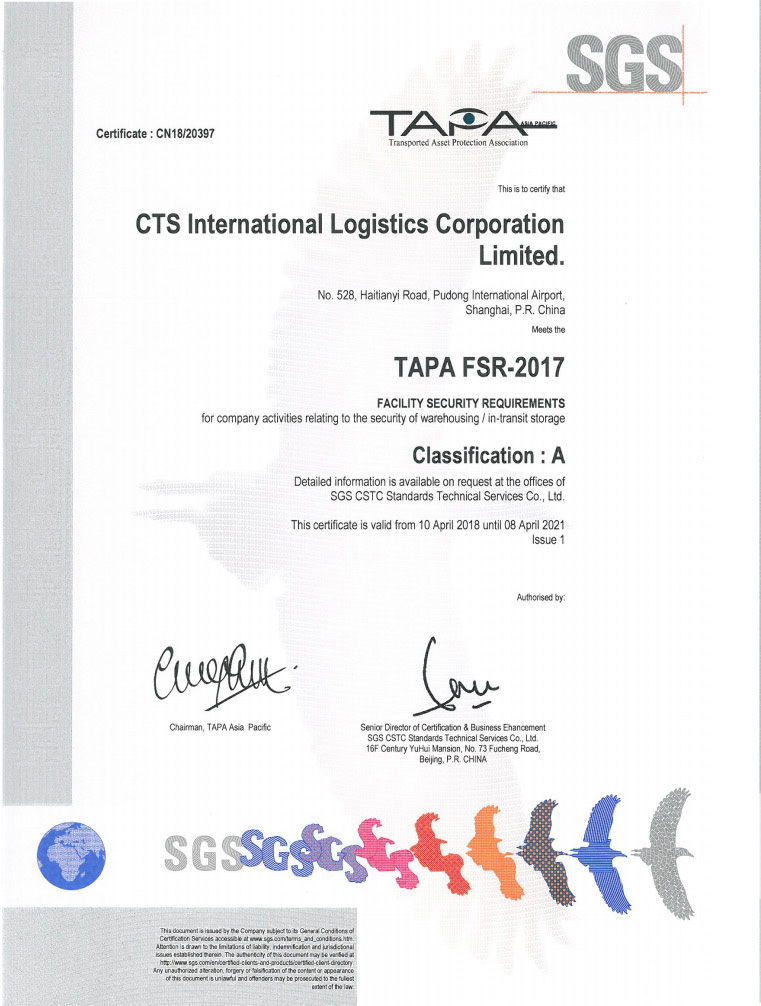 SGS
TAPA
ASIA PACIFIC
Transported Asset Protection Association
Certificate : CN18/20397
This is to certify that
CTS International Logistics Corporation
Limited.
No. 528, Haitianyi Road, Pudong International Airport,
Shanghai, P.R. China
Meets the
TAPA FSR-2017
FACILITY SECURITY REQUIREMENTS
for company activities relating to the security of warehousing / in-transit storage
Classification : A
Detailed information is available on request at the offices of
SGS CSTC Standards Technical Services Co., Ltd.
This certificate is valid from 10 April 2018 until 08 April 2021
Issue 1
Authorised by:
Chairman, TAPA Asia Pacific
Senior Director of Certification & Business Ehancement
SGS CSTC Standards Technical Services Co., Ltd.
16F Century YuHui Mansion, No. 73 Fucheng Road,
Beijing, P.R. CHINA
SGSSGSSGS
This document is issued by the Company subject to its General Conditions of
Certification Services accessible at www.sgs.com/terms_and_conditions.htm.
Attention is drawn to the limitations of liability, indemnification and jurisdictional
issues established therein. The authenticity of this document may be verified at
http://www.sgs.com/en/certified-clients-and-products/certified-client-directory.
Any unauthorized alteration, forgery or falsification of the content or appearance
of this document is unlawful and offenders may be prosecuted to the fullest
extent of the law.